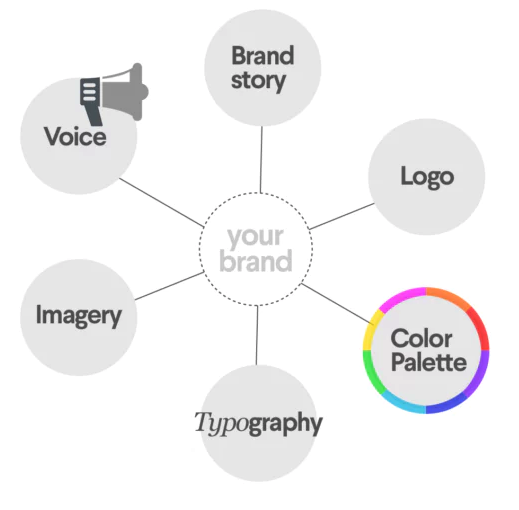 Brand
story
Voice
Logo
your
brand
Imagery
Color
Palette
Typography